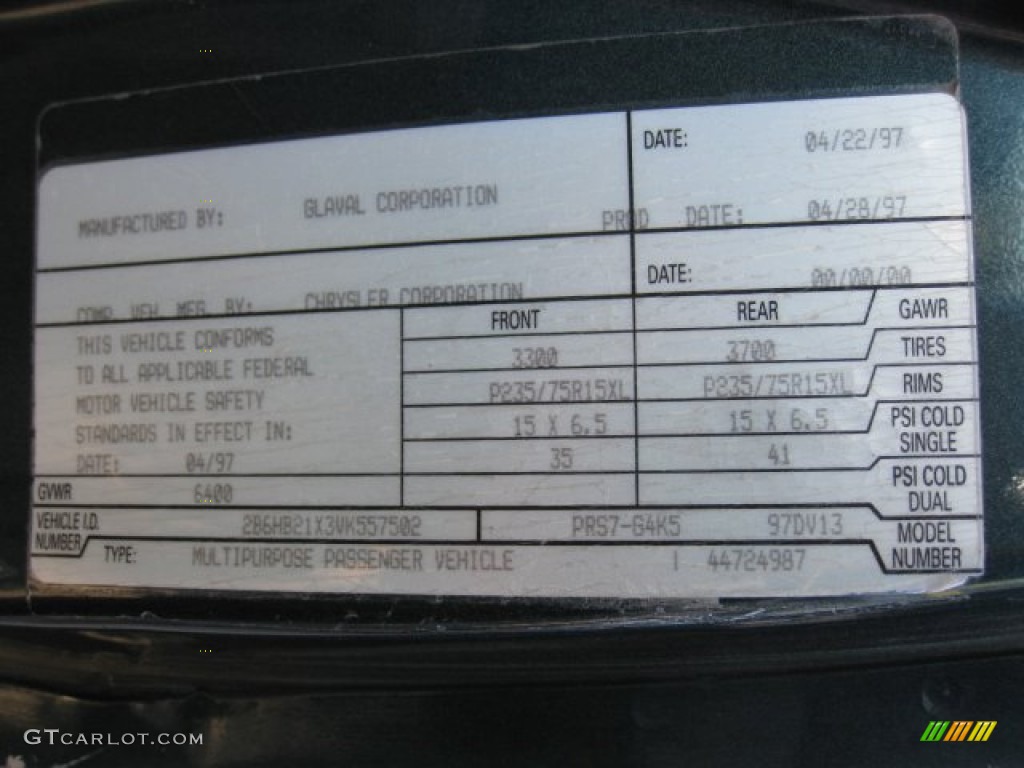 DATE: 04/22/97
MANUFACTURED BY: GLAVAL CORPORATION
PROD DATE: 04/28/97
DATE: 00/00/00
COMP. VEH. MFG. BY: CHRYSLER CORPORATION
FRONT REAR GAWR
3300 3700 TIRES
P235/75R15XL P235/75R15XL RIMS
15 X 6.5 15 X 6.5 PSI COLD SINGLE
35 41 PSI COLD DUAL
THIS VEHICLE CONFORMS
TO ALL APPLICABLE FEDERAL
MOTOR VEHICLE SAFETY
STANDARDS IN EFFECT IN:
DATE: 04/97
GVWR 6400
VEHICLE I.D. NUMBER 2B6HB21X3VK557502 PRS7-G4K5 97DV13 MODEL NUMBER
TYPE: MULTIPURPOSE PASSENGER VEHICLE I 44724987
GTcarlot.com